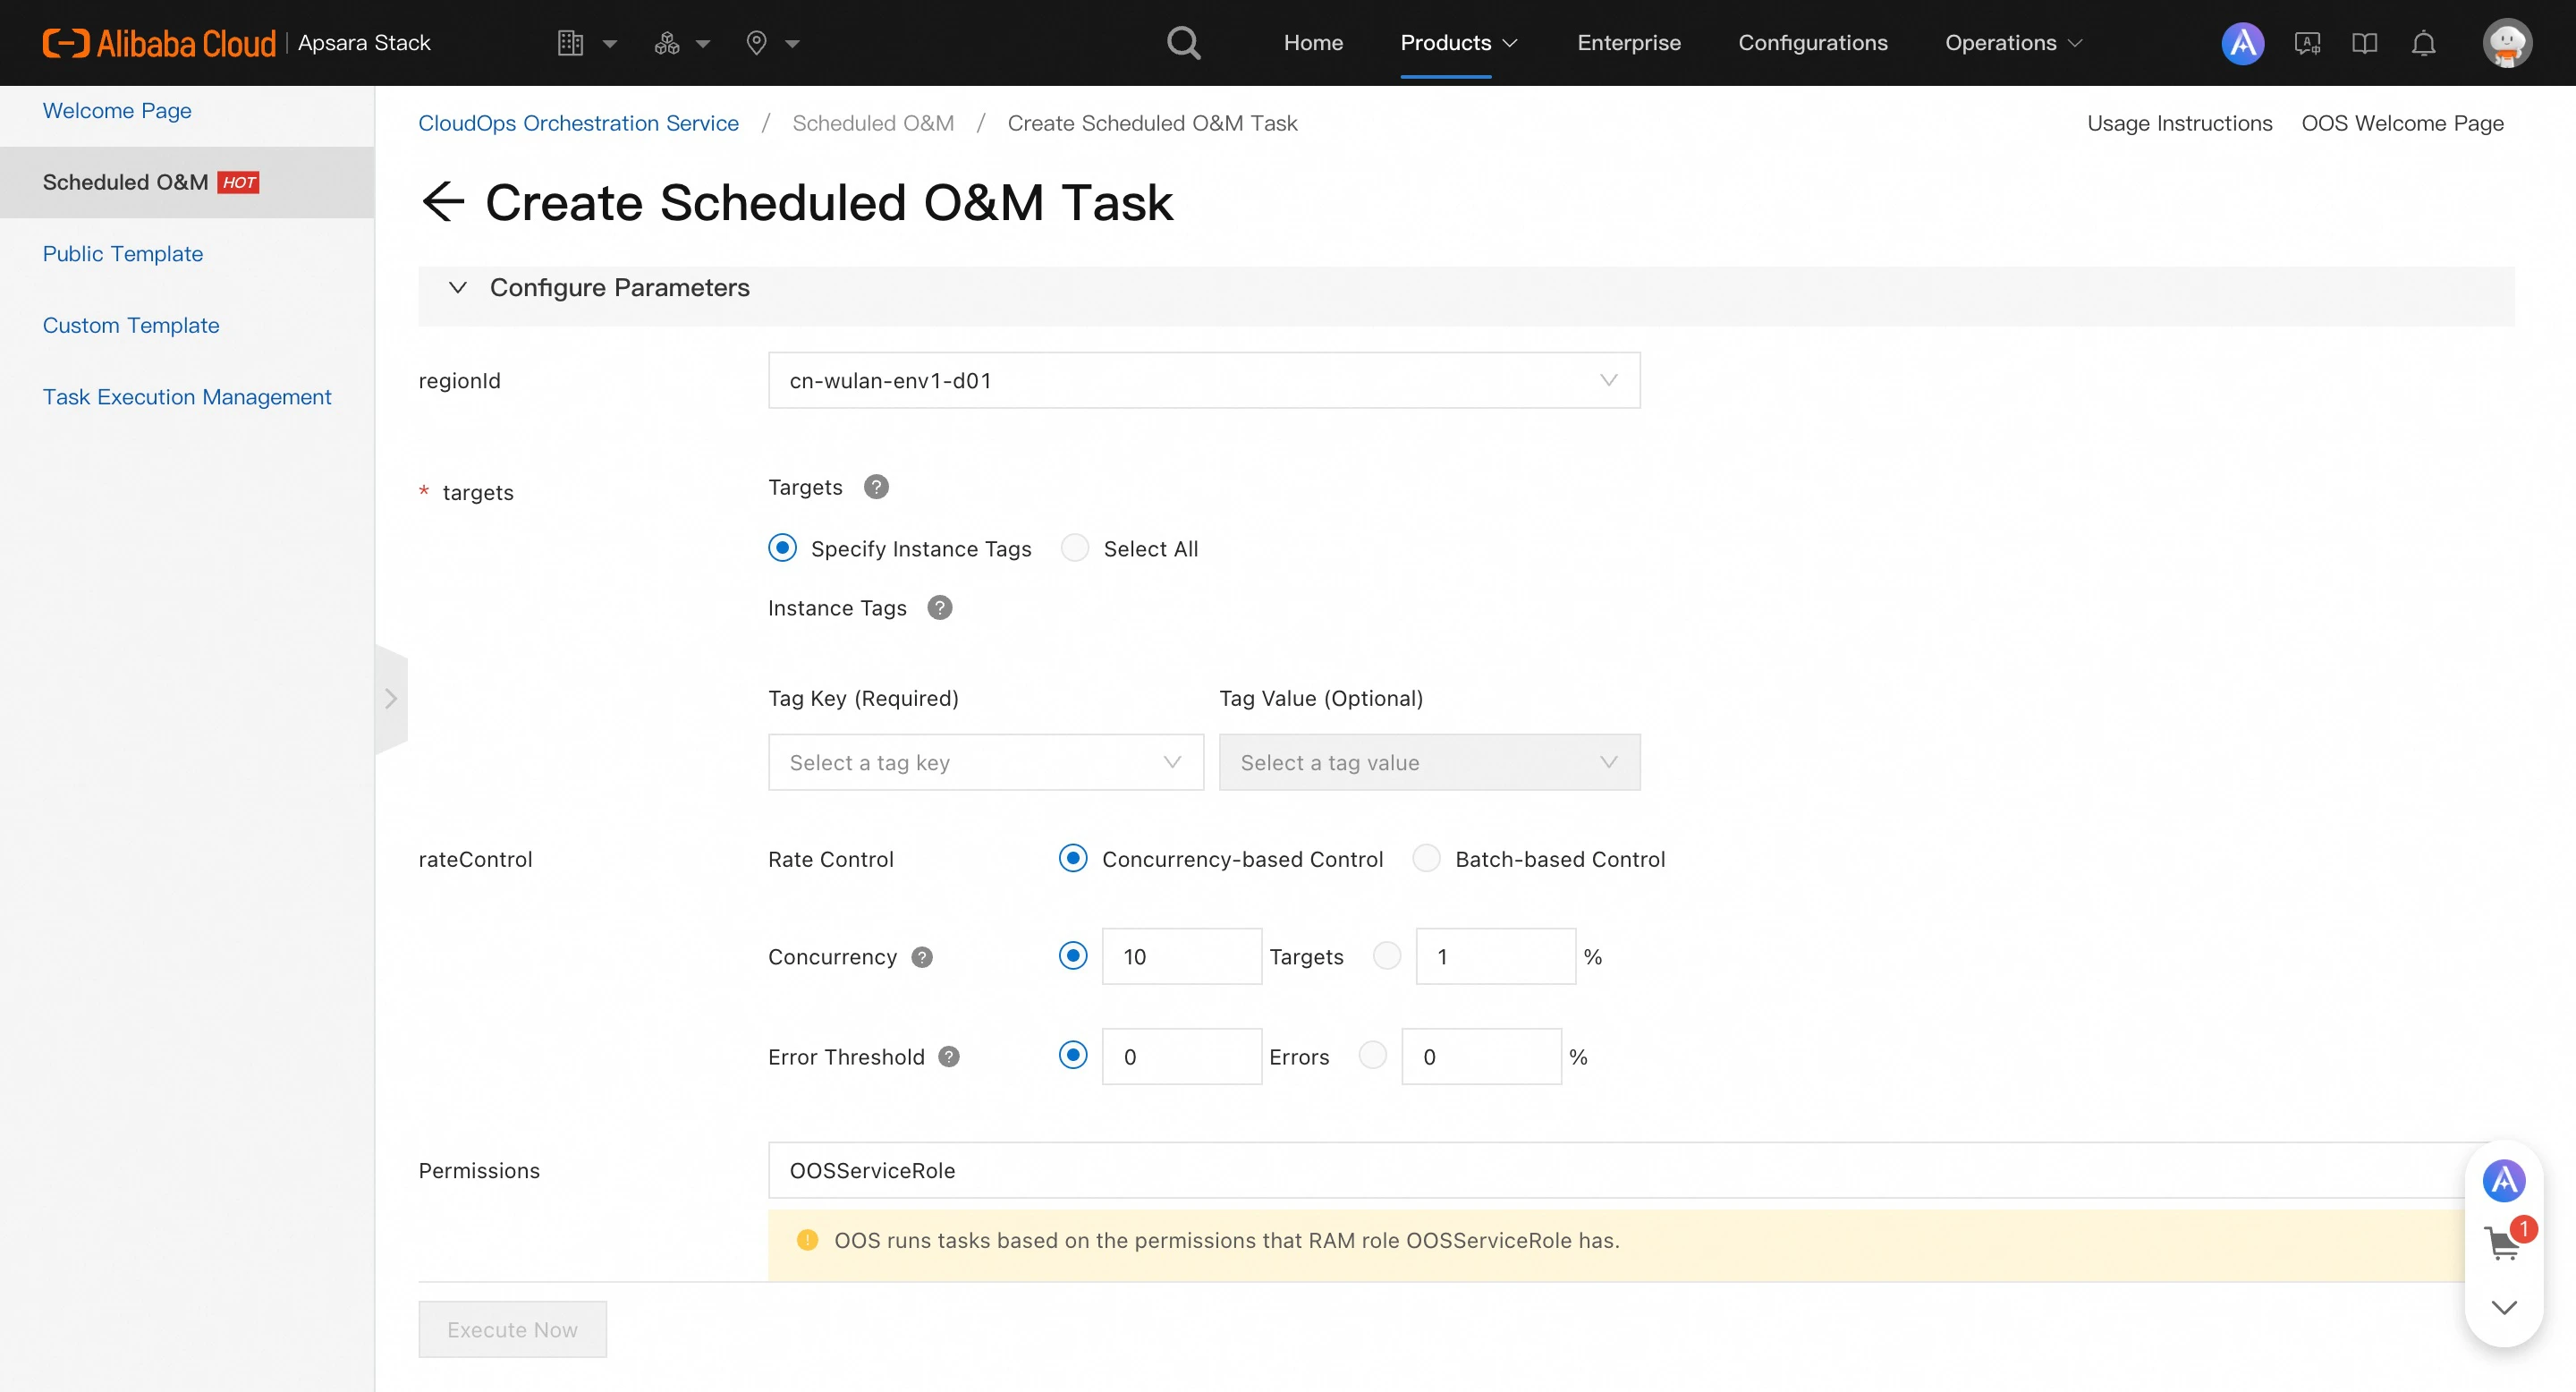 Alibaba Cloud | Apsara Stack
Home
Products
Enterprise
Configurations
Operations
Welcome Page
Scheduled O&M HOT
Public Template
Custom Template
Task Execution Management
CloudOps Orchestration Service / Scheduled O&M / Create Scheduled O&M Task
Usage Instructions
OOS Welcome Page
Create Scheduled O&M Task
Configure Parameters
regionId
cn-wulan-env1-d01
* targets
Targets ?
Specify Instance Tags
Select All
Instance Tags ?
Tag Key (Required)
Tag Value (Optional)
Select a tag key
Select a tag value
rateControl
Rate Control
Concurrency-based Control
Batch-based Control
Concurrency ?
10 Targets
1 %
Error Threshold ?
0 Errors
0 %
Permissions
OOSServiceRole
OOS runs tasks based on the permissions that RAM role OOSServiceRole has.
1
Execute Now